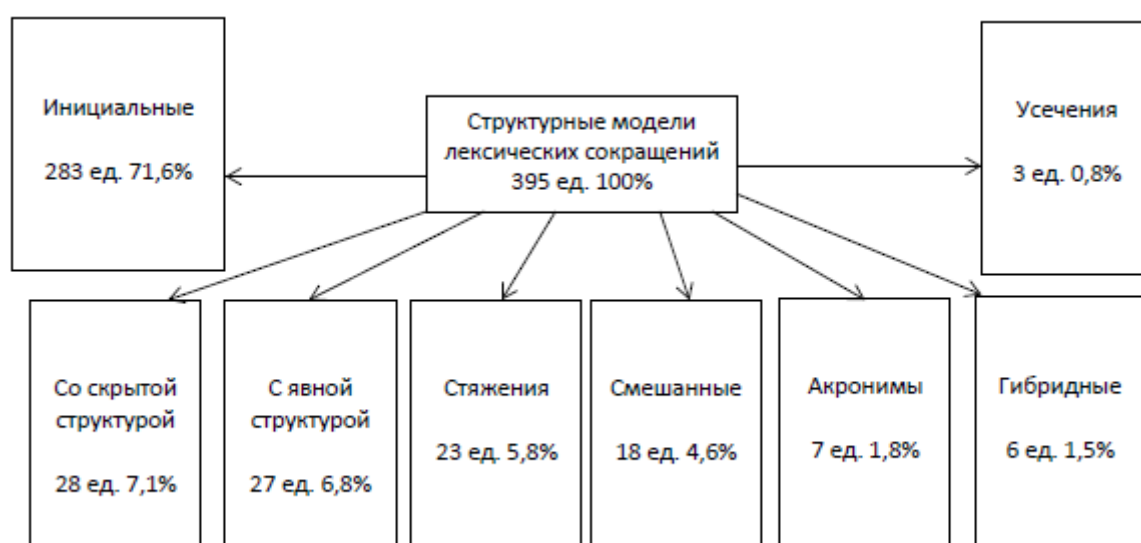 Инициальные
283 ед. 71,6%
Структурные модели
лексических сокращений
395 ед. 100%
Усечения
3 ед. 0,8%
Со скрытой
структурой
28 ед. 7,1%
С явной
структурой
27 ед. 6,8%
Стяжения
23 ед. 5,8%
Смешанные
18 ед. 4,6%
Акронимы
7 ед. 1,8%
Гибридные
6 ед. 1,5%